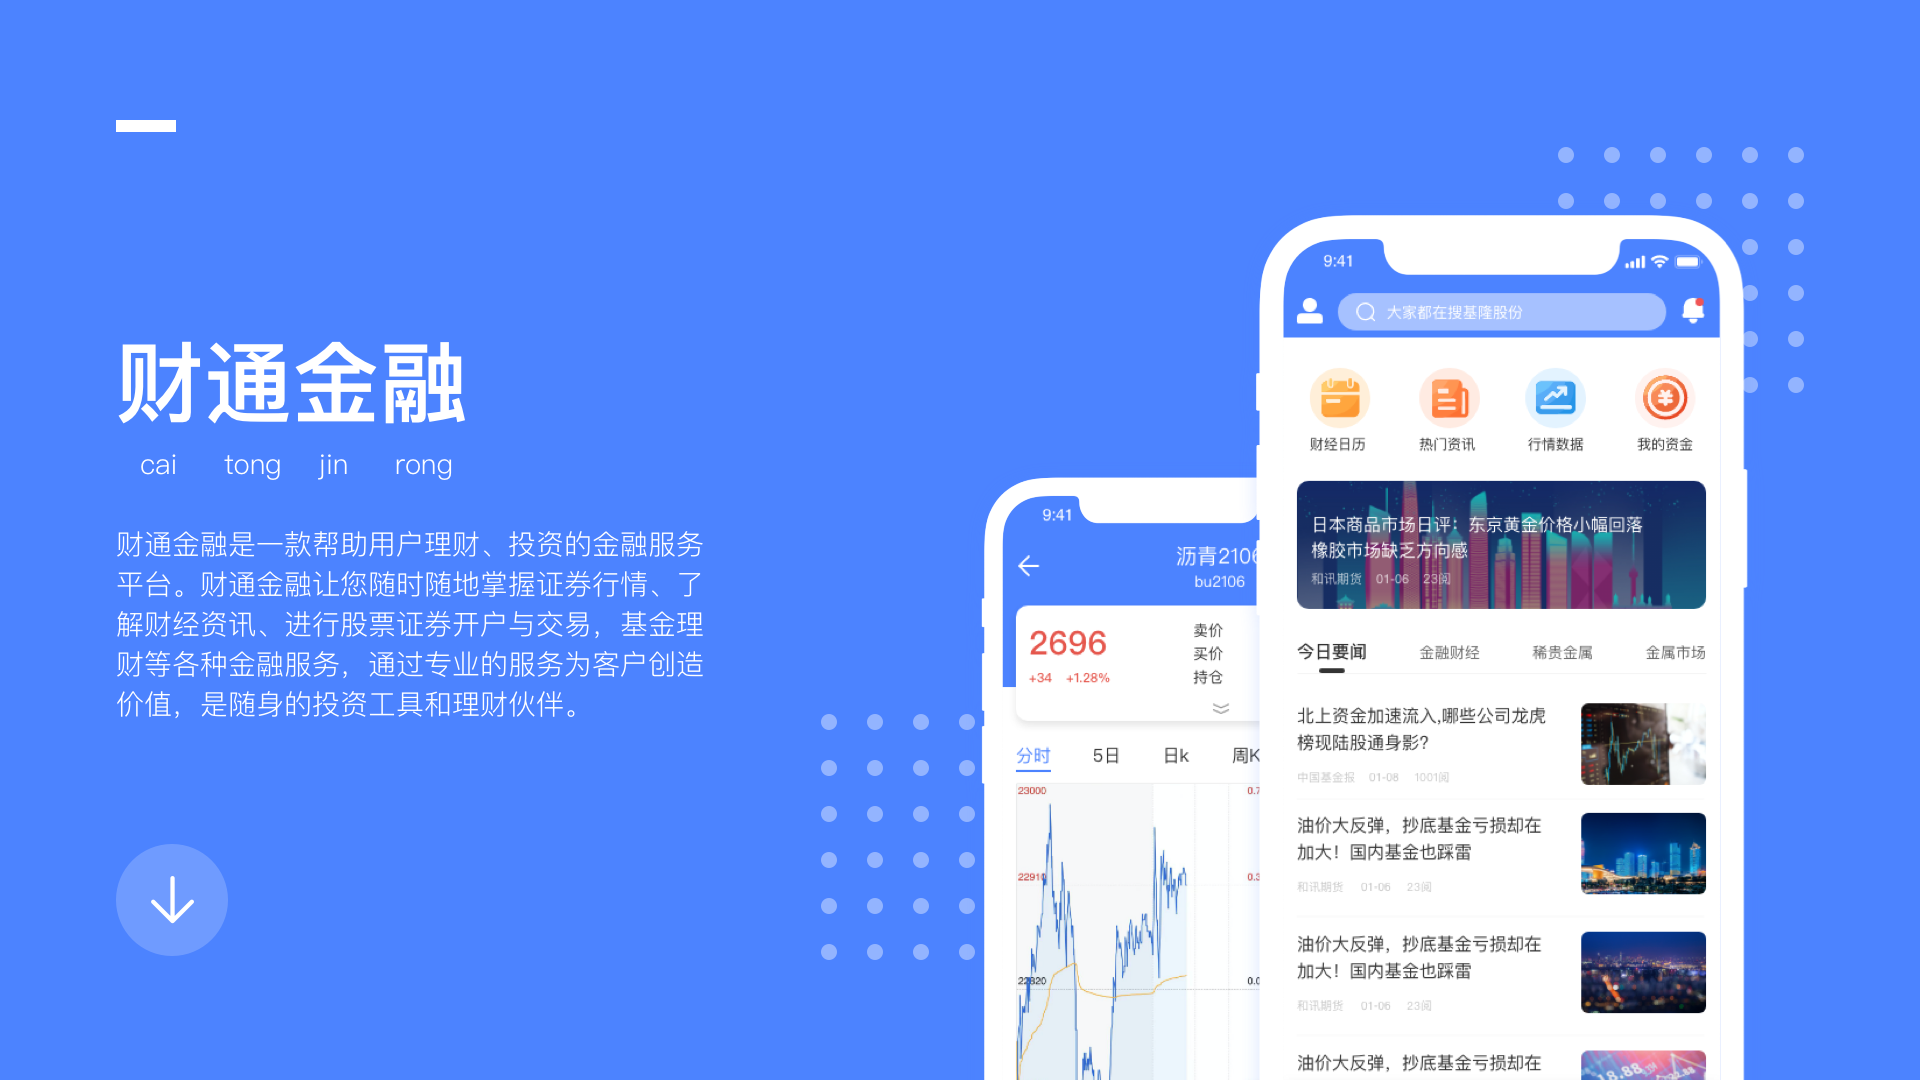 财通金融
cai tong jin rong
财通金融是一款帮助用户理财、投资的金融服务
平台。财通金融让您随时随地掌握证券行情、了
解财经资讯、进行股票证券开户与交易，基金理
财等各种金融服务，通过专业的服务为客户创造
价值，是随身的投资工具和理财伙伴。
9:41
沥青2106
bu2106
2696
+34 +1.28%
卖价
买价
持仓
分时 5日 日k 周K
23000
22910
22820
9:41
大家都在搜基隆股份
财经日历 热门资讯 行情数据 我的资金
日本商品市场日评：东京黄金价格小幅回落
橡胶市场缺乏方向感
和讯期货 01-06 23阅
今日要闻 金融财经 稀贵金属 金属市场
北上资金加速流入,哪些公司龙虎
榜现陆股通身影?
中国基金报 01-08 1001阅
油价大反弹，抄底基金亏损却在
加大！国内基金也踩雷
和讯期货 01-06 23阅
油价大反弹，抄底基金亏损却在
加大！国内基金也踩雷
和讯期货 01-06 23阅
油价大反弹，抄底基金亏损却在
18.88